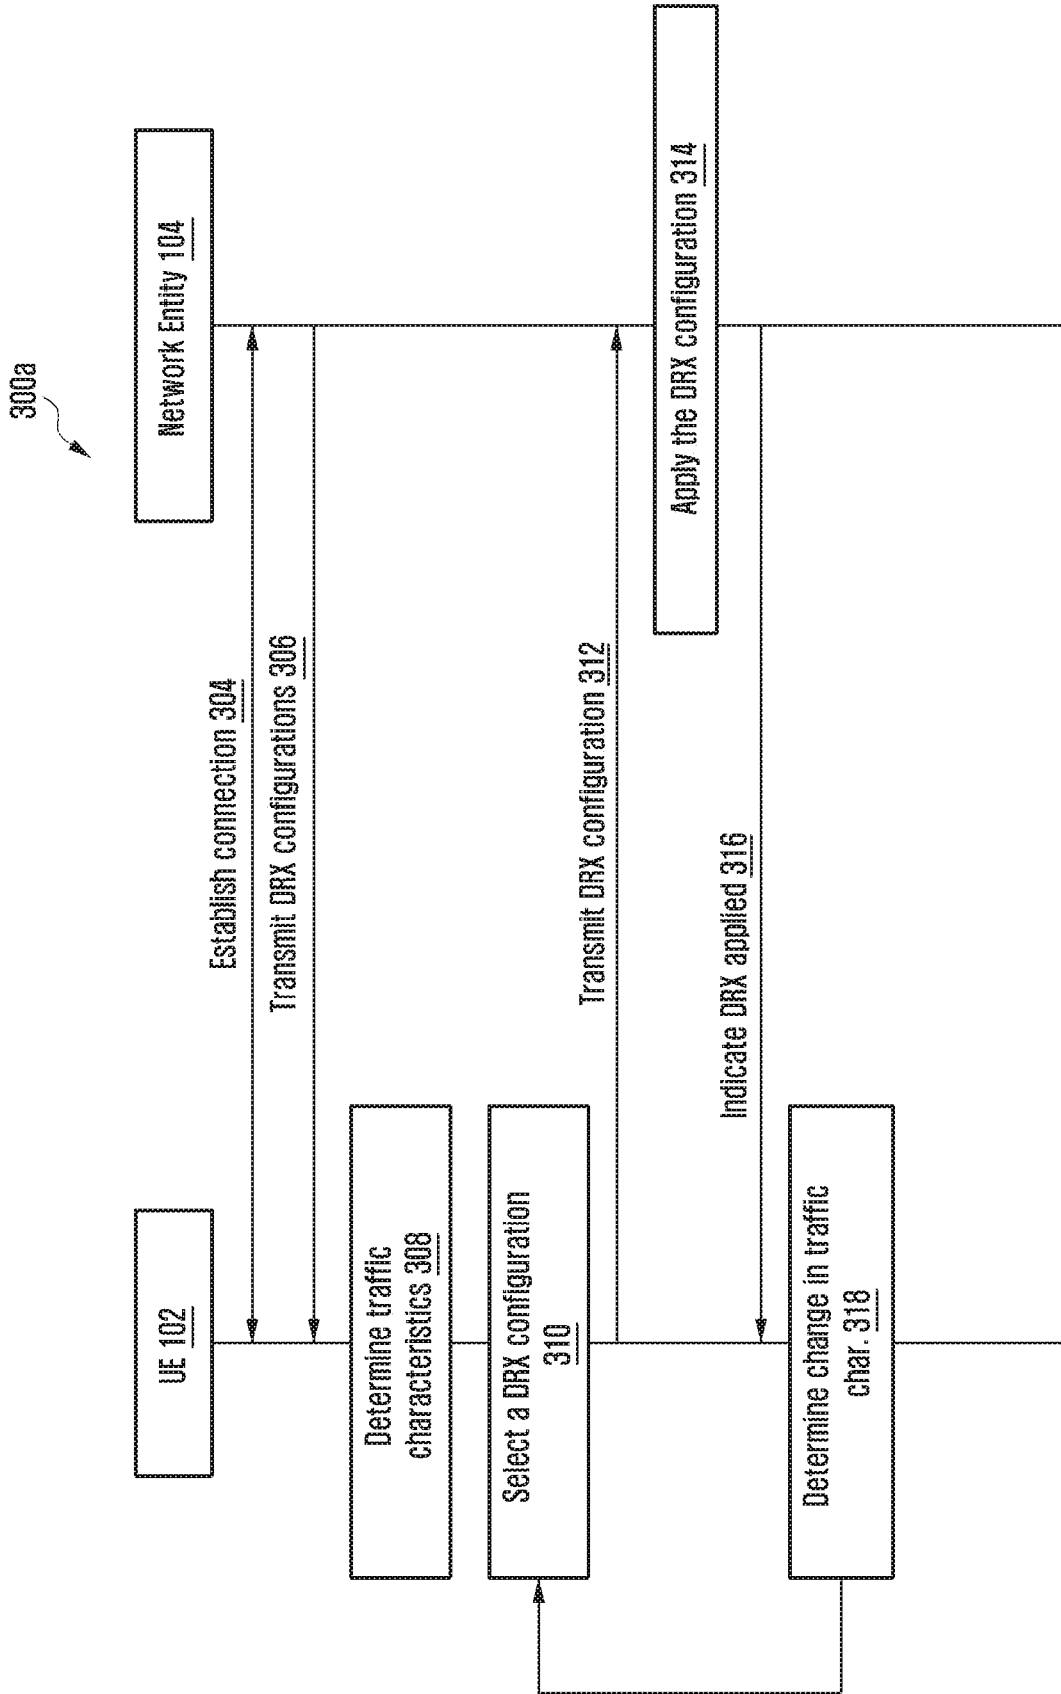 300a
UE 102
Network Entity 104
Establish connection 304
Transmit DRX configurations 306
Determine traffic
characteristics 308
Select a DRX configuration
310
Transmit DRX configuration 312
Apply the DRX configuration 314
Indicate DRX applied 316
Determine change in traffic
char. 318